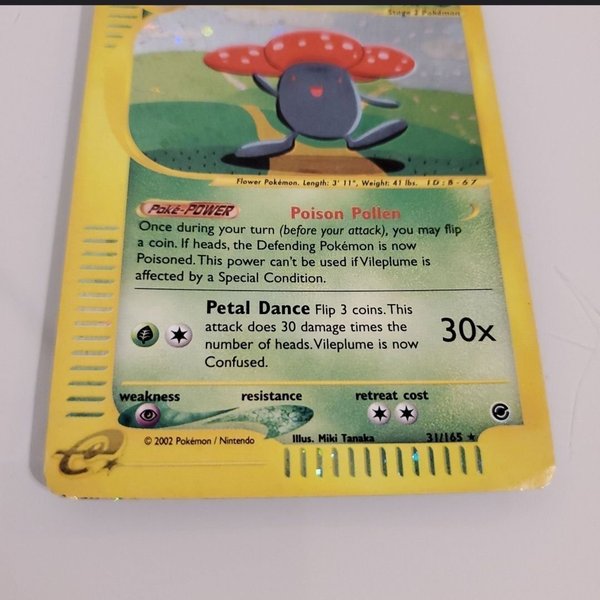 Stage 2 Pokémon
Flower Pokémon. Length: 3' 11", Weight: 41 lbs. ID: B-67
Poké-POWER Poison Pollen
Once during your turn (before your attack), you may flip
a coin. If heads, the Defending Pokémon is now
Poisoned. This power can't be used if Vileplume is
affected by a Special Condition.
Petal Dance Flip 3 coins. This
attack does 30 damage times the
number of heads. Vileplume is now
Confused.
30x
weakness resistance retreat cost
© 2002 Pokémon / Nintendo Illus. Miki Tanaka 31/165 ★
e